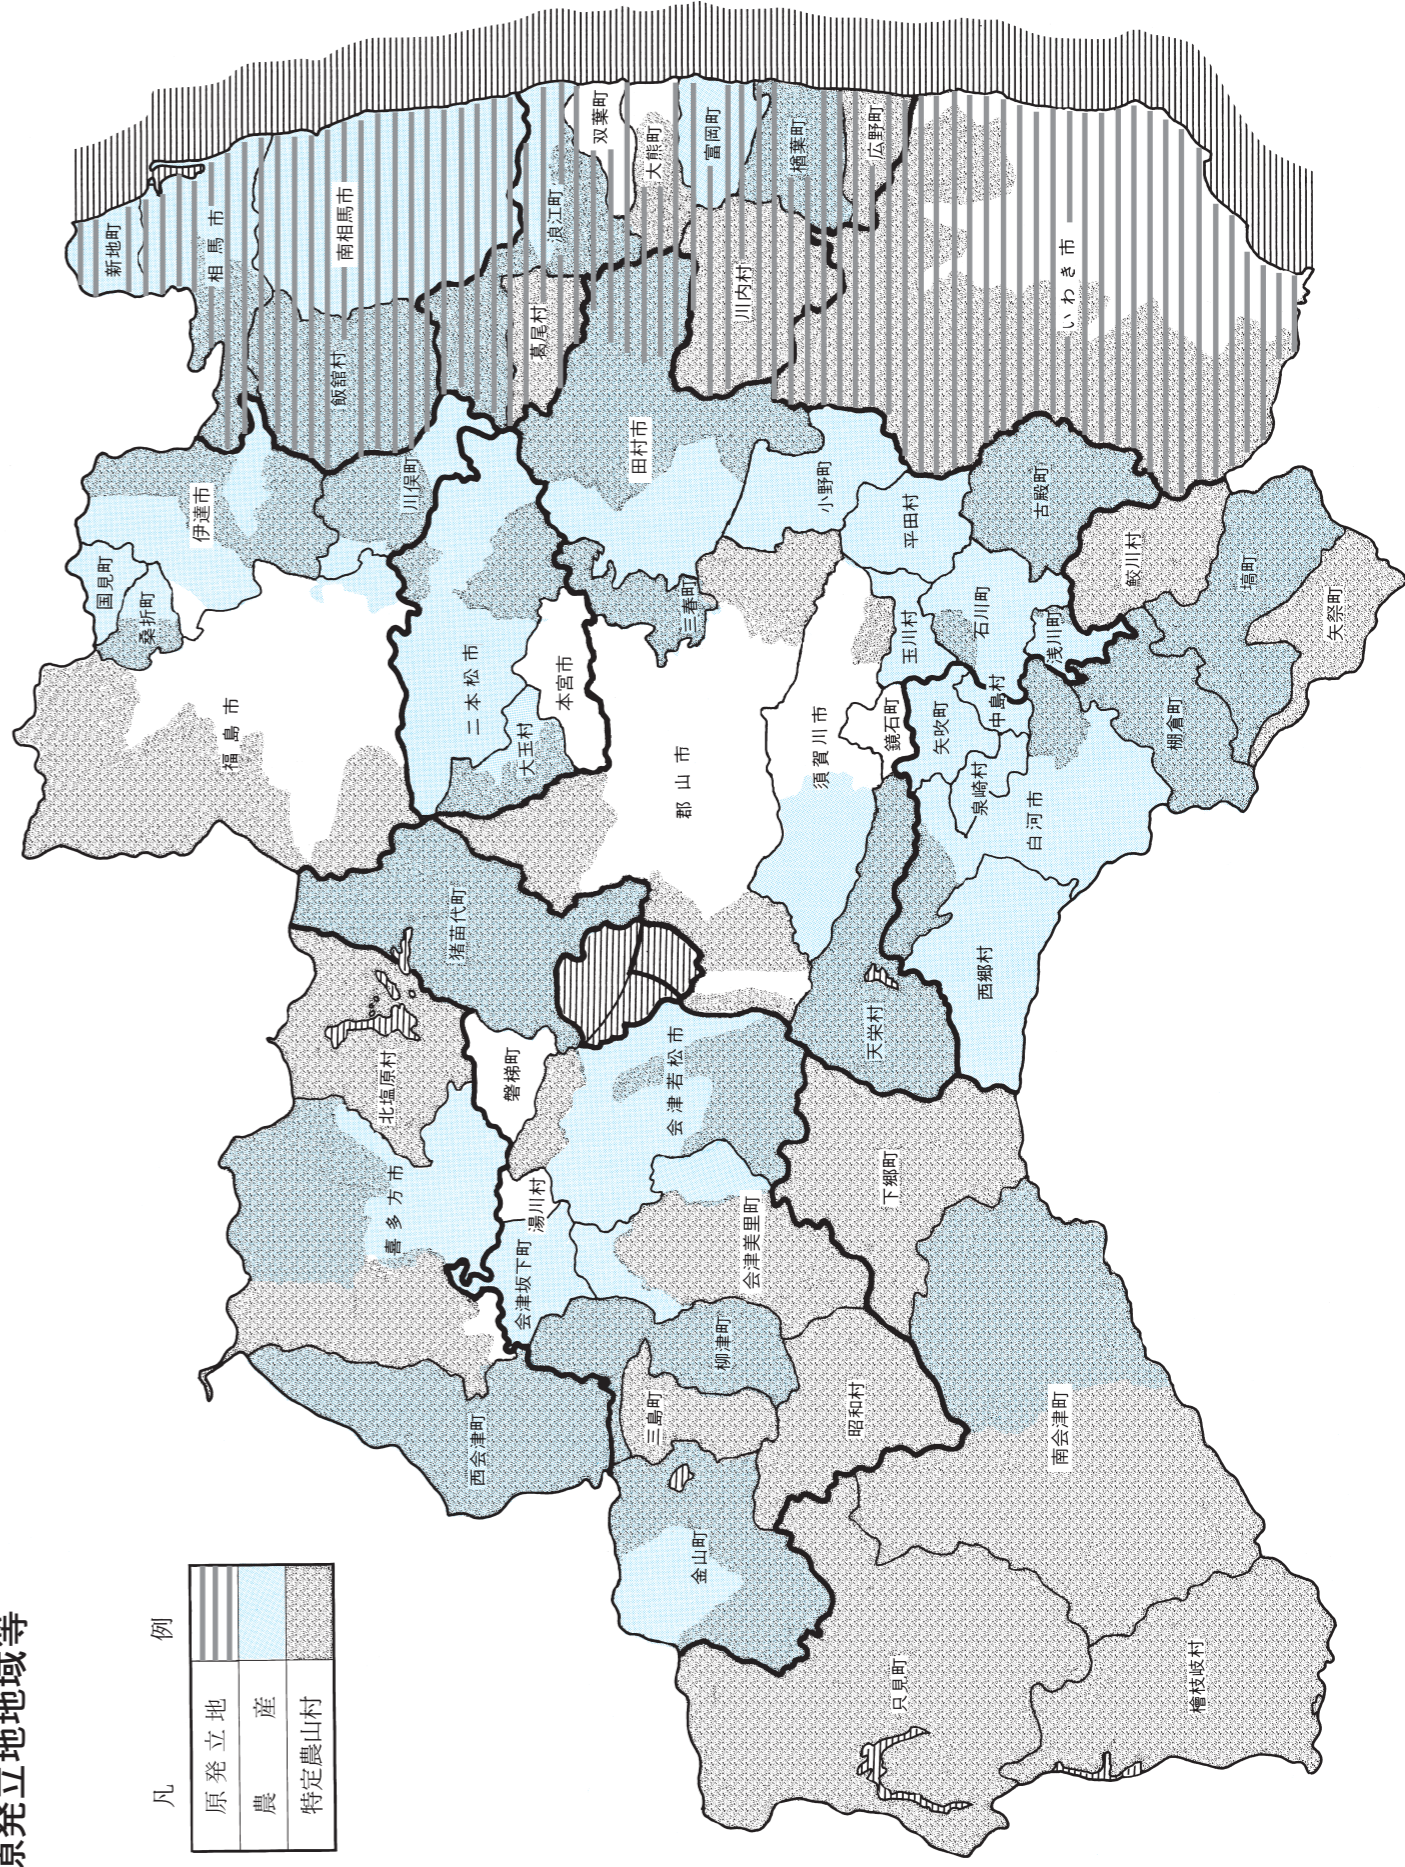 原発立地地域等
凡例
原発立地
農産
特定農山村
新地町
相馬市
南相馬市
飯舘村
浪江町
双葉町
大熊町
富岡町
楢葉町
広野町
葛尾村
川内村
いわき市
田村市
小野町
平田村
古殿町
伊達市
川俣町
国見町
桑折町
福島市
二本松市
本宮市
大玉村
三春町
郡山市
須賀川市
鏡石町
玉川村
石川町
浅川町
鮫川村
塙町
矢祭町
棚倉町
中島村
矢吹町
泉崎村
白河市
西郷村
天栄村
猪苗代町
北塩原村
磐梯町
会津若松市
喜多方市
湯川村
会津坂下町
会津美里町
下郷町
柳津町
三島町
昭和村
西会津町
金山町
南会津町
只見町
檜枝岐村